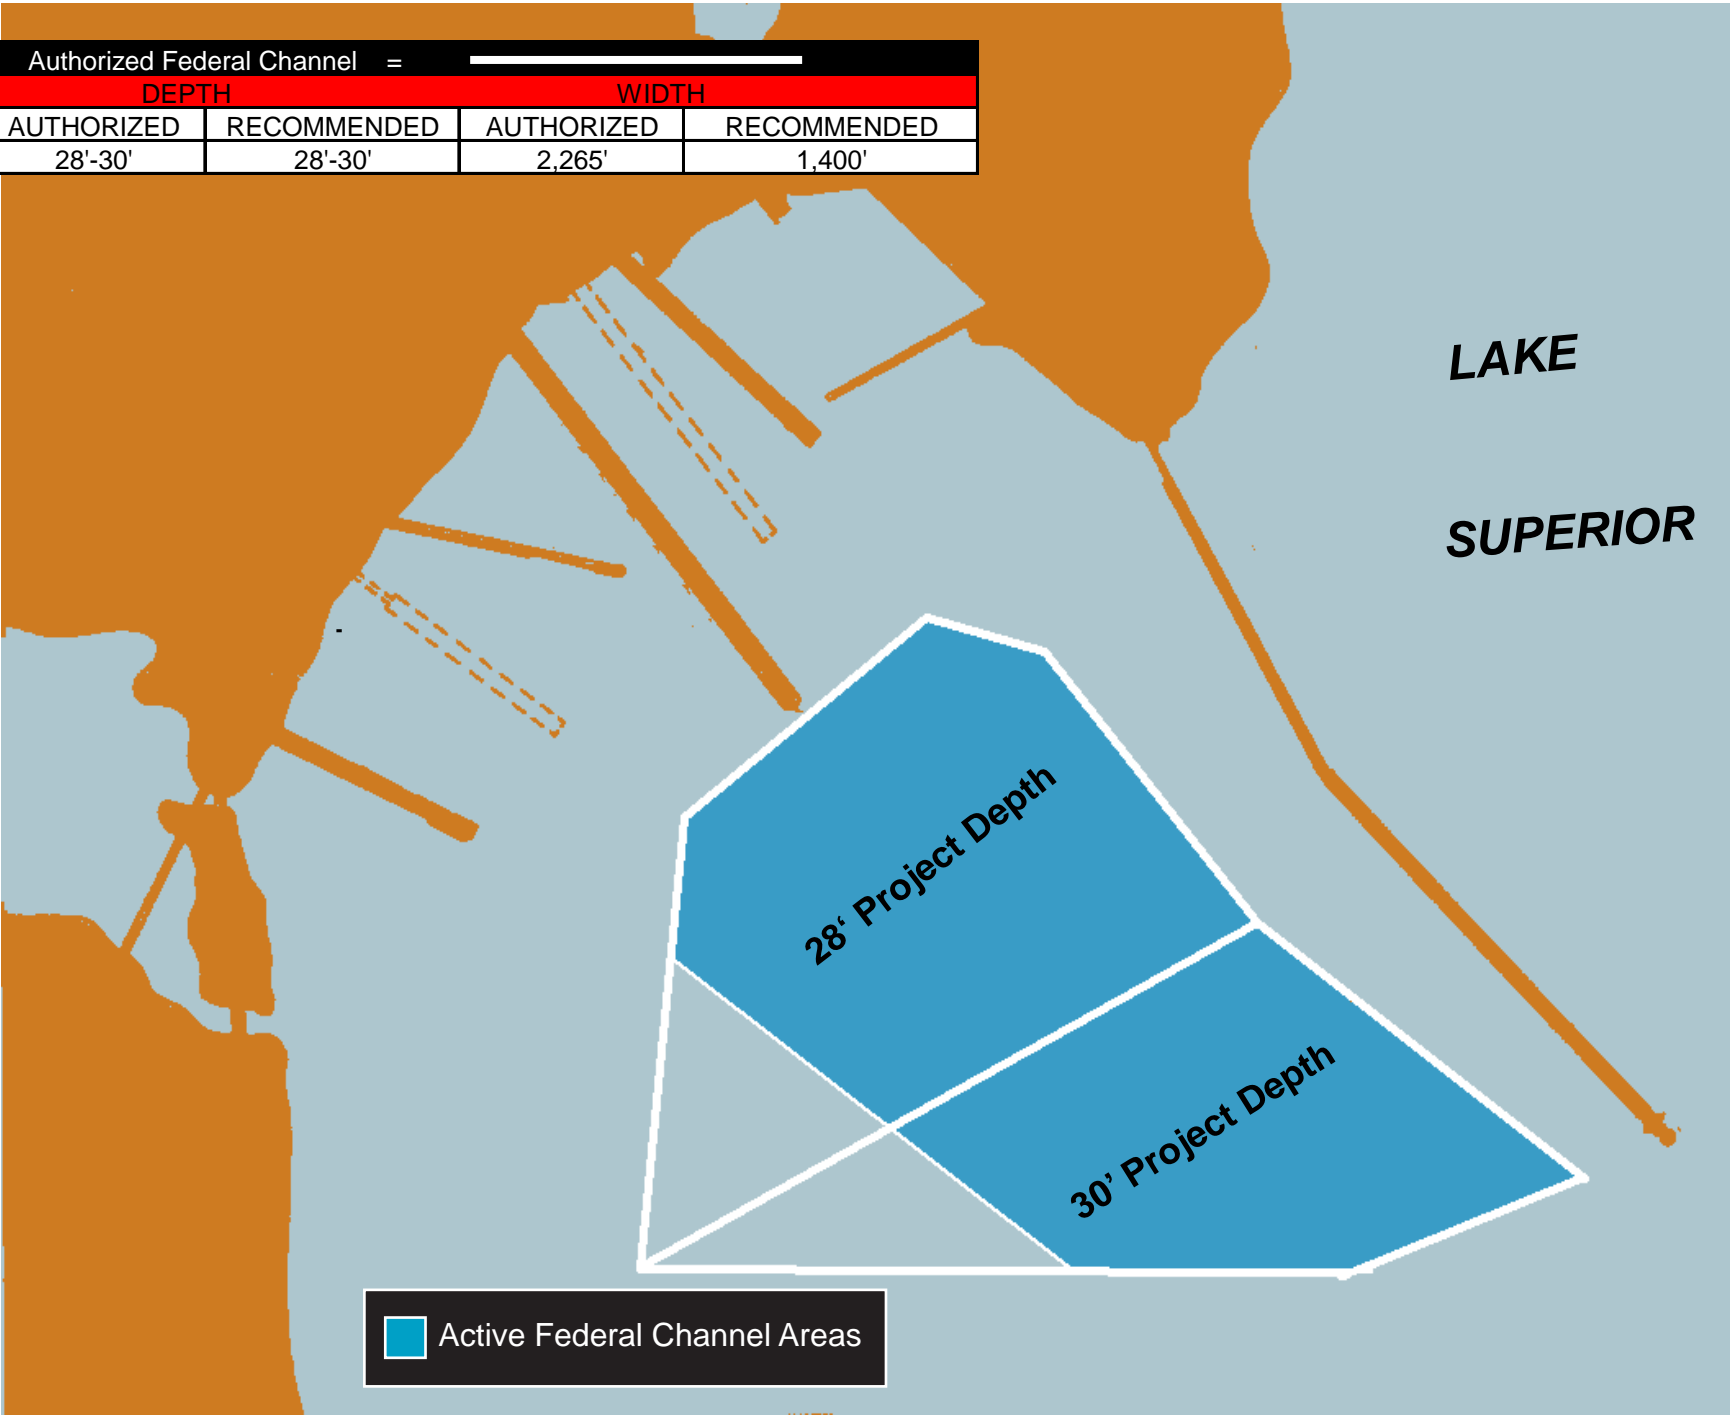 Authorized Federal Channel =
DEPTH WIDTH
AUTHORIZED RECOMMENDED AUTHORIZED RECOMMENDED
28'-30' 28'-30' 2,265' 1,400'
LAKE
SUPERIOR
28‘ Project Depth
30’ Project Depth
Active Federal Channel Areas